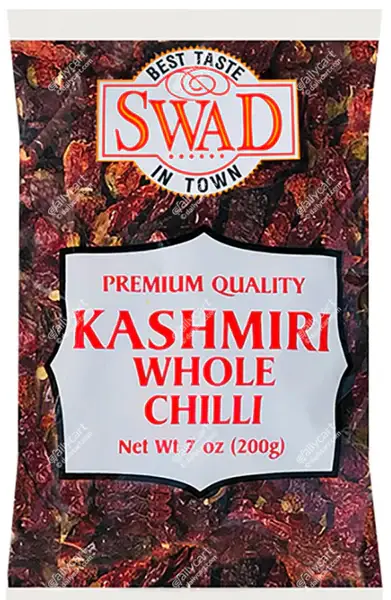 BEST TASTE
SWAD
IN TOWN
PREMIUM QUALITY
KASHMIRI
WHOLE
CHILLI
Net Wt 7 oz (200g)